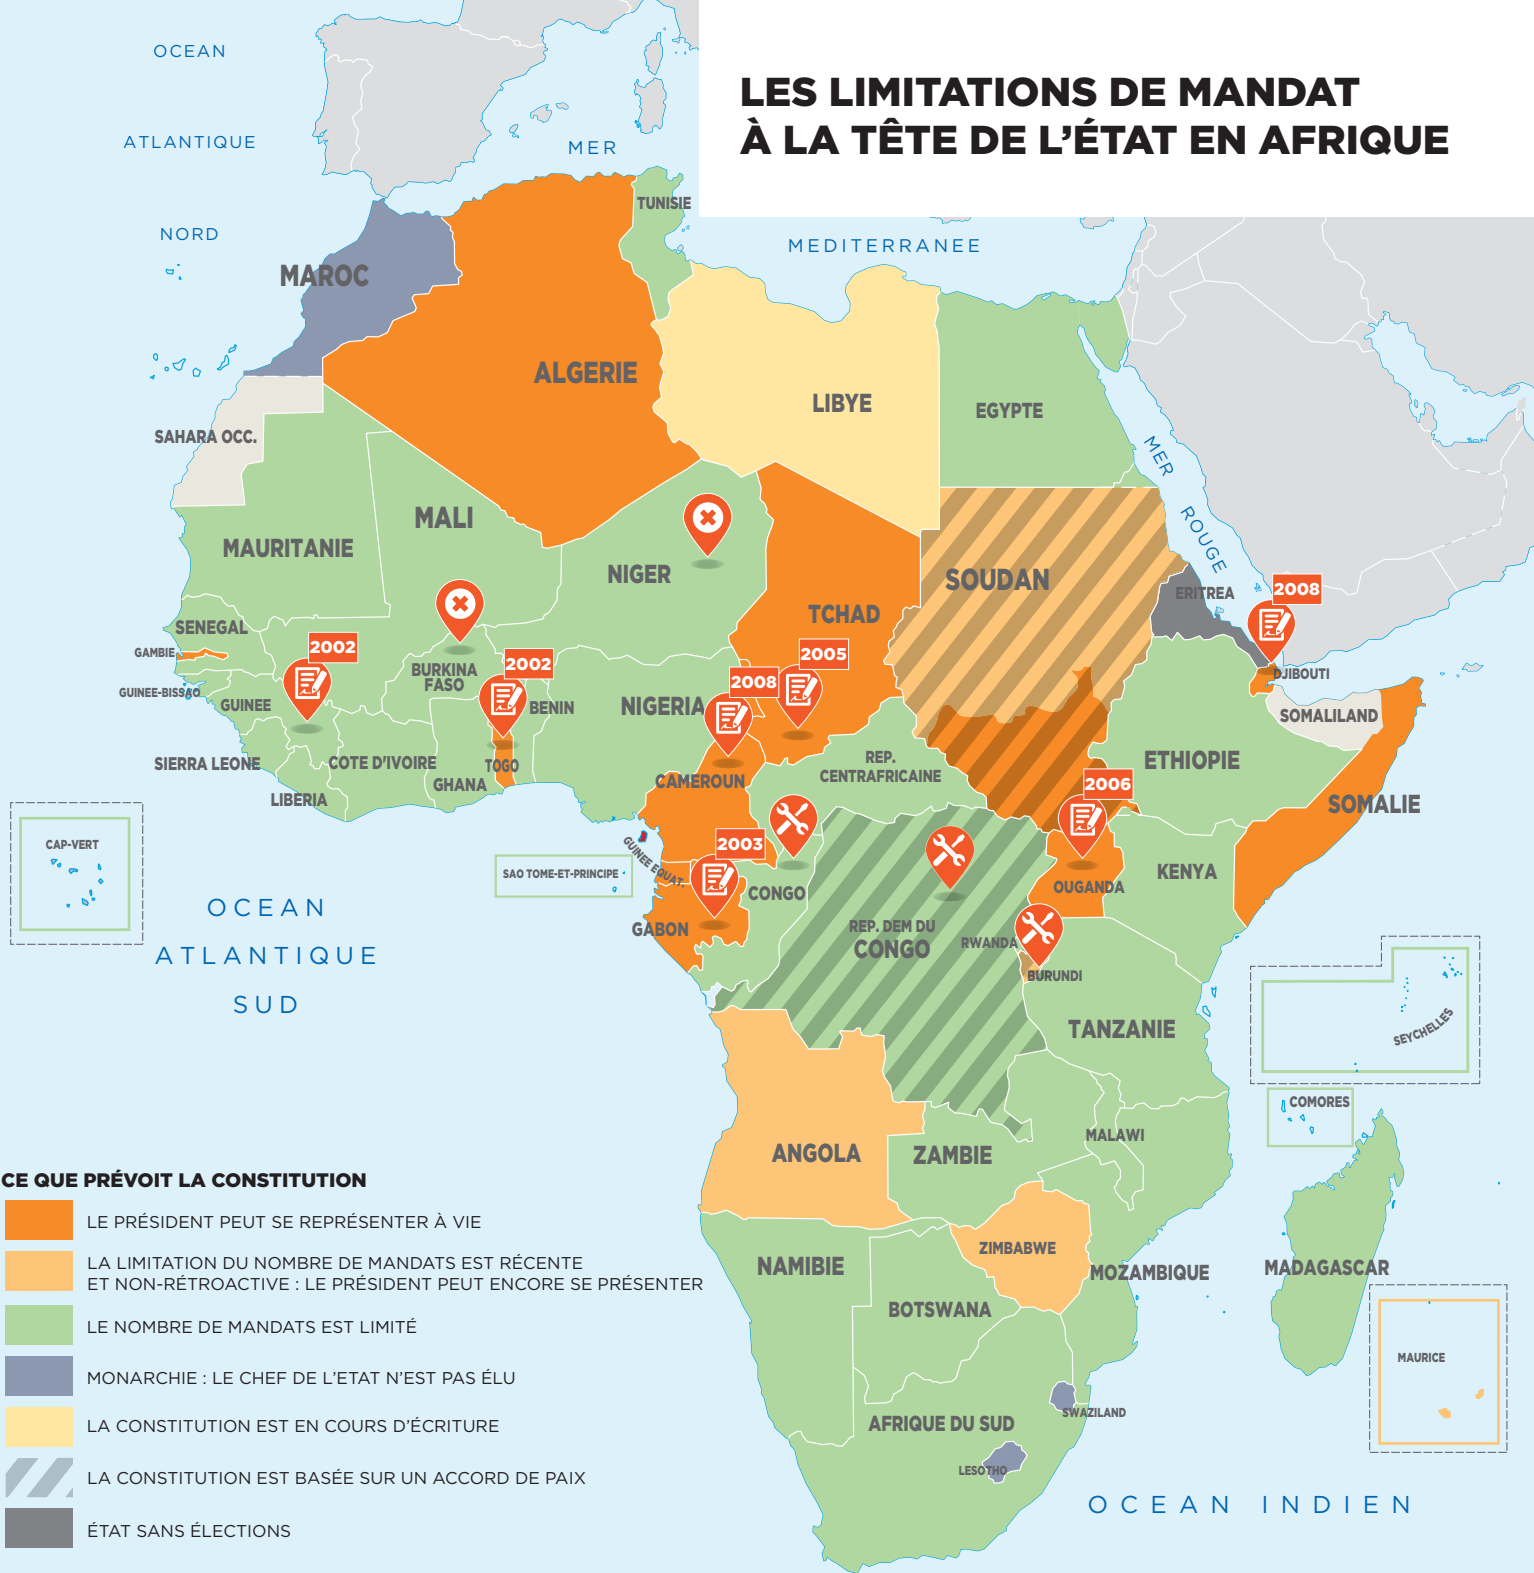 LES LIMITATIONS DE MANDAT
À LA TÊTE DE L'ÉTAT EN AFRIQUE
OCEAN
ATLANTIQUE
NORD
MER
MEDITERRANEE
TUNISIE
MAROC
ALGERIE
LIBYE
EGYPTE
SAHARA OCC.
MER ROUGE
MAURITANIE
MALI
NIGER
TCHAD
SOUDAN
ERITREA
2008
DJIBOUTI
SENEGAL
GAMBIE
GUINEE-BISSAO
GUINEE
2002
BURKINA
FASO
2002
BENIN
NIGERIA
2008
2005
SOMALILAND
SIERRA LEONE
LIBERIA
COTE D'IVOIRE
GHANA
TOGO
CAMEROUN
REP.
CENTRAFRICAINE
ETHIOPIE
2006
SOMALIE
CAP-VERT
GUINEE EQUAT.
SAO TOME-ET-PRINCIPE
2003
CONGO
GABON
OUGANDA
KENYA
REP. DEM DU
CONGO
RWANDA
BURUNDI
OCEAN
ATLANTIQUE
SUD
TANZANIE
SEYCHELLES
COMORES
MALAWI
ANGOLA
ZAMBIE
ZIMBABWE
NAMIBIE
MOZAMBIQUE
MADAGASCAR
BOTSWANA
MAURICE
AFRIQUE DU SUD
SWAZILAND
LESOTHO
OCEAN INDIEN
CE QUE PRÉVOIT LA CONSTITUTION
LE PRÉSIDENT PEUT SE REPRÉSENTER À VIE
LA LIMITATION DU NOMBRE DE MANDATS EST RÉCENTE
ET NON-RÉTROACTIVE : LE PRÉSIDENT PEUT ENCORE SE PRÉSENTER
LE NOMBRE DE MANDATS EST LIMITÉ
MONARCHIE : LE CHEF DE L'ETAT N'EST PAS ÉLU
LA CONSTITUTION EST EN COURS D'ÉCRITURE
LA CONSTITUTION EST BASÉE SUR UN ACCORD DE PAIX
ÉTAT SANS ÉLECTIONS